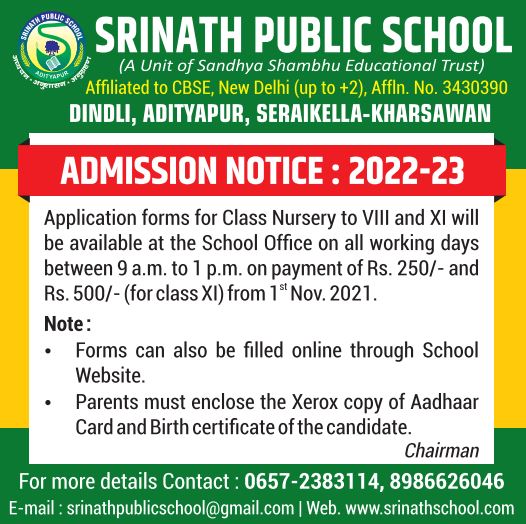 SRINATH PUBLIC SCHOOL
ADITYAPUR
SRINATH PUBLIC SCHOOL
(A Unit of Sandhya Shambhu Educational Trust)
Affiliated to CBSE, New Delhi (up to +2), Affln. No. 3430390
DINDLI, ADITYAPUR, SERAIKELLA-KHARSAWAN
ADMISSION NOTICE : 2022-23
Application forms for Class Nursery to VIII and XI will
be available at the School Office on all working days
between 9 a.m. to 1 p.m. on payment of Rs. 250/- and
Rs. 500/- (for class XI) from 1st Nov. 2021.
Note :
• Forms can also be filled online through School
Website.
• Parents must enclose the Xerox copy of Aadhaar
Card and Birth certificate of the candidate.
Chairman
For more details Contact : 0657-2383114, 8986626046
E-mail : srinathpublicschool@gmail.com | Web. www.srinathschool.com